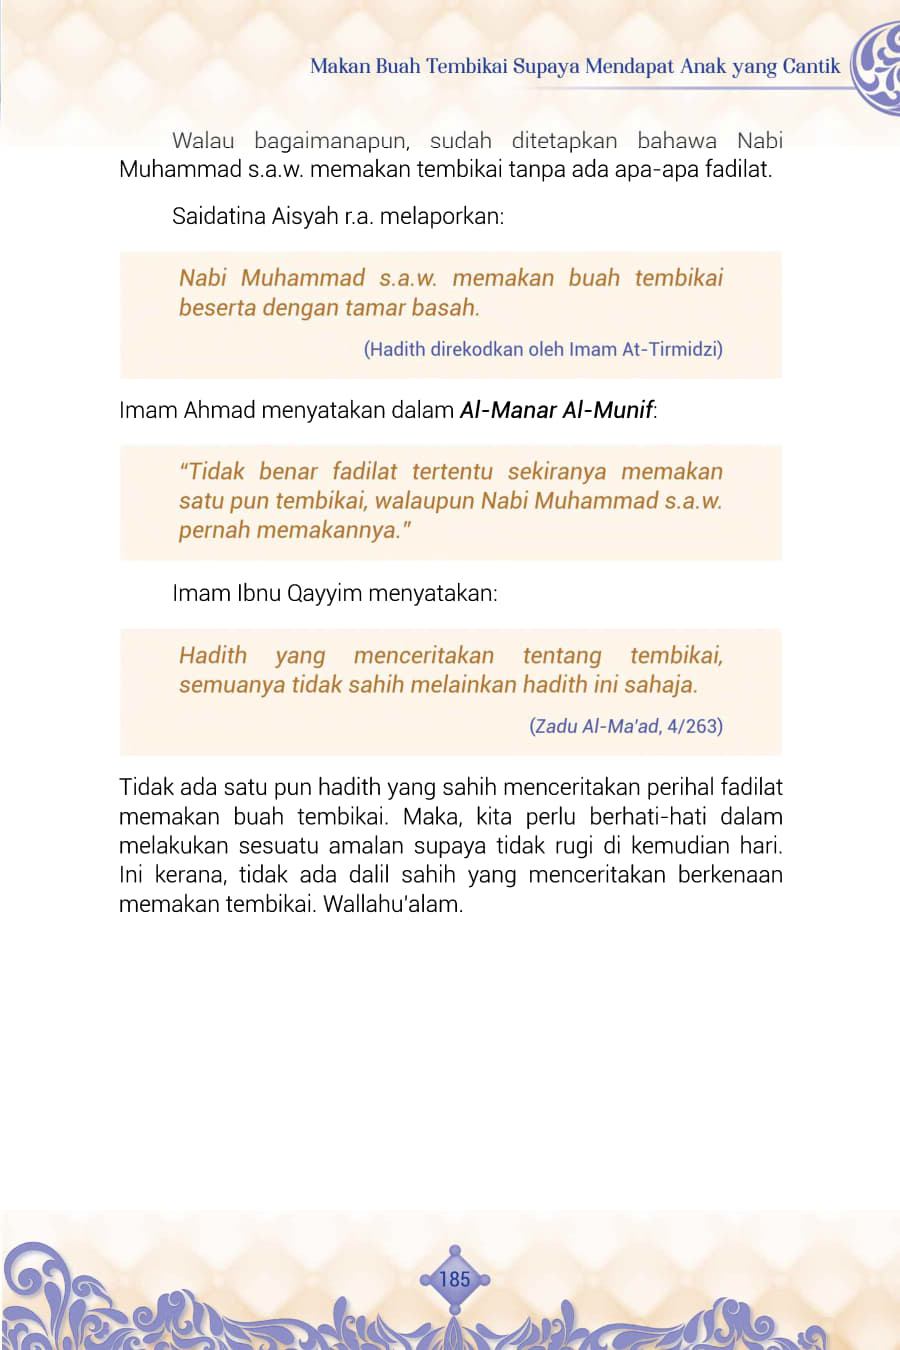 Makan Buah Tembikai Supaya Mendapat Anak yang Cantik
Walau bagaimanapun, sudah ditetapkan bahawa Nabi
Muhammad s.a.w. memakan tembikai tanpa ada apa-apa fadilat.
Saidatina Aisyah r.a. melaporkan:
Nabi Muhammad s.a.w. memakan buah tembikai
beserta dengan tamar basah.
(Hadith direkodkan oleh Imam At-Tirmidzi)
Imam Ahmad menyatakan dalam Al-Manar Al-Munif:
“Tidak benar fadilat tertentu sekiranya memakan
satu pun tembikai, walaupun Nabi Muhammad s.a.w.
pernah memakannya.”
Imam Ibnu Qayyim menyatakan:
Hadith yang menceritakan tentang tembikai,
semuanya tidak sahih melainkan hadith ini sahaja.
(Zadu Al-Ma'ad, 4/263)
Tidak ada satu pun hadith yang sahih menceritakan perihal fadilat
memakan buah tembikai. Maka, kita perlu berhati-hati dalam
melakukan sesuatu amalan supaya tidak rugi di kemudian hari.
Ini kerana, tidak ada dalil sahih yang menceritakan berkenaan
memakan tembikai. Wallahu'alam.
185